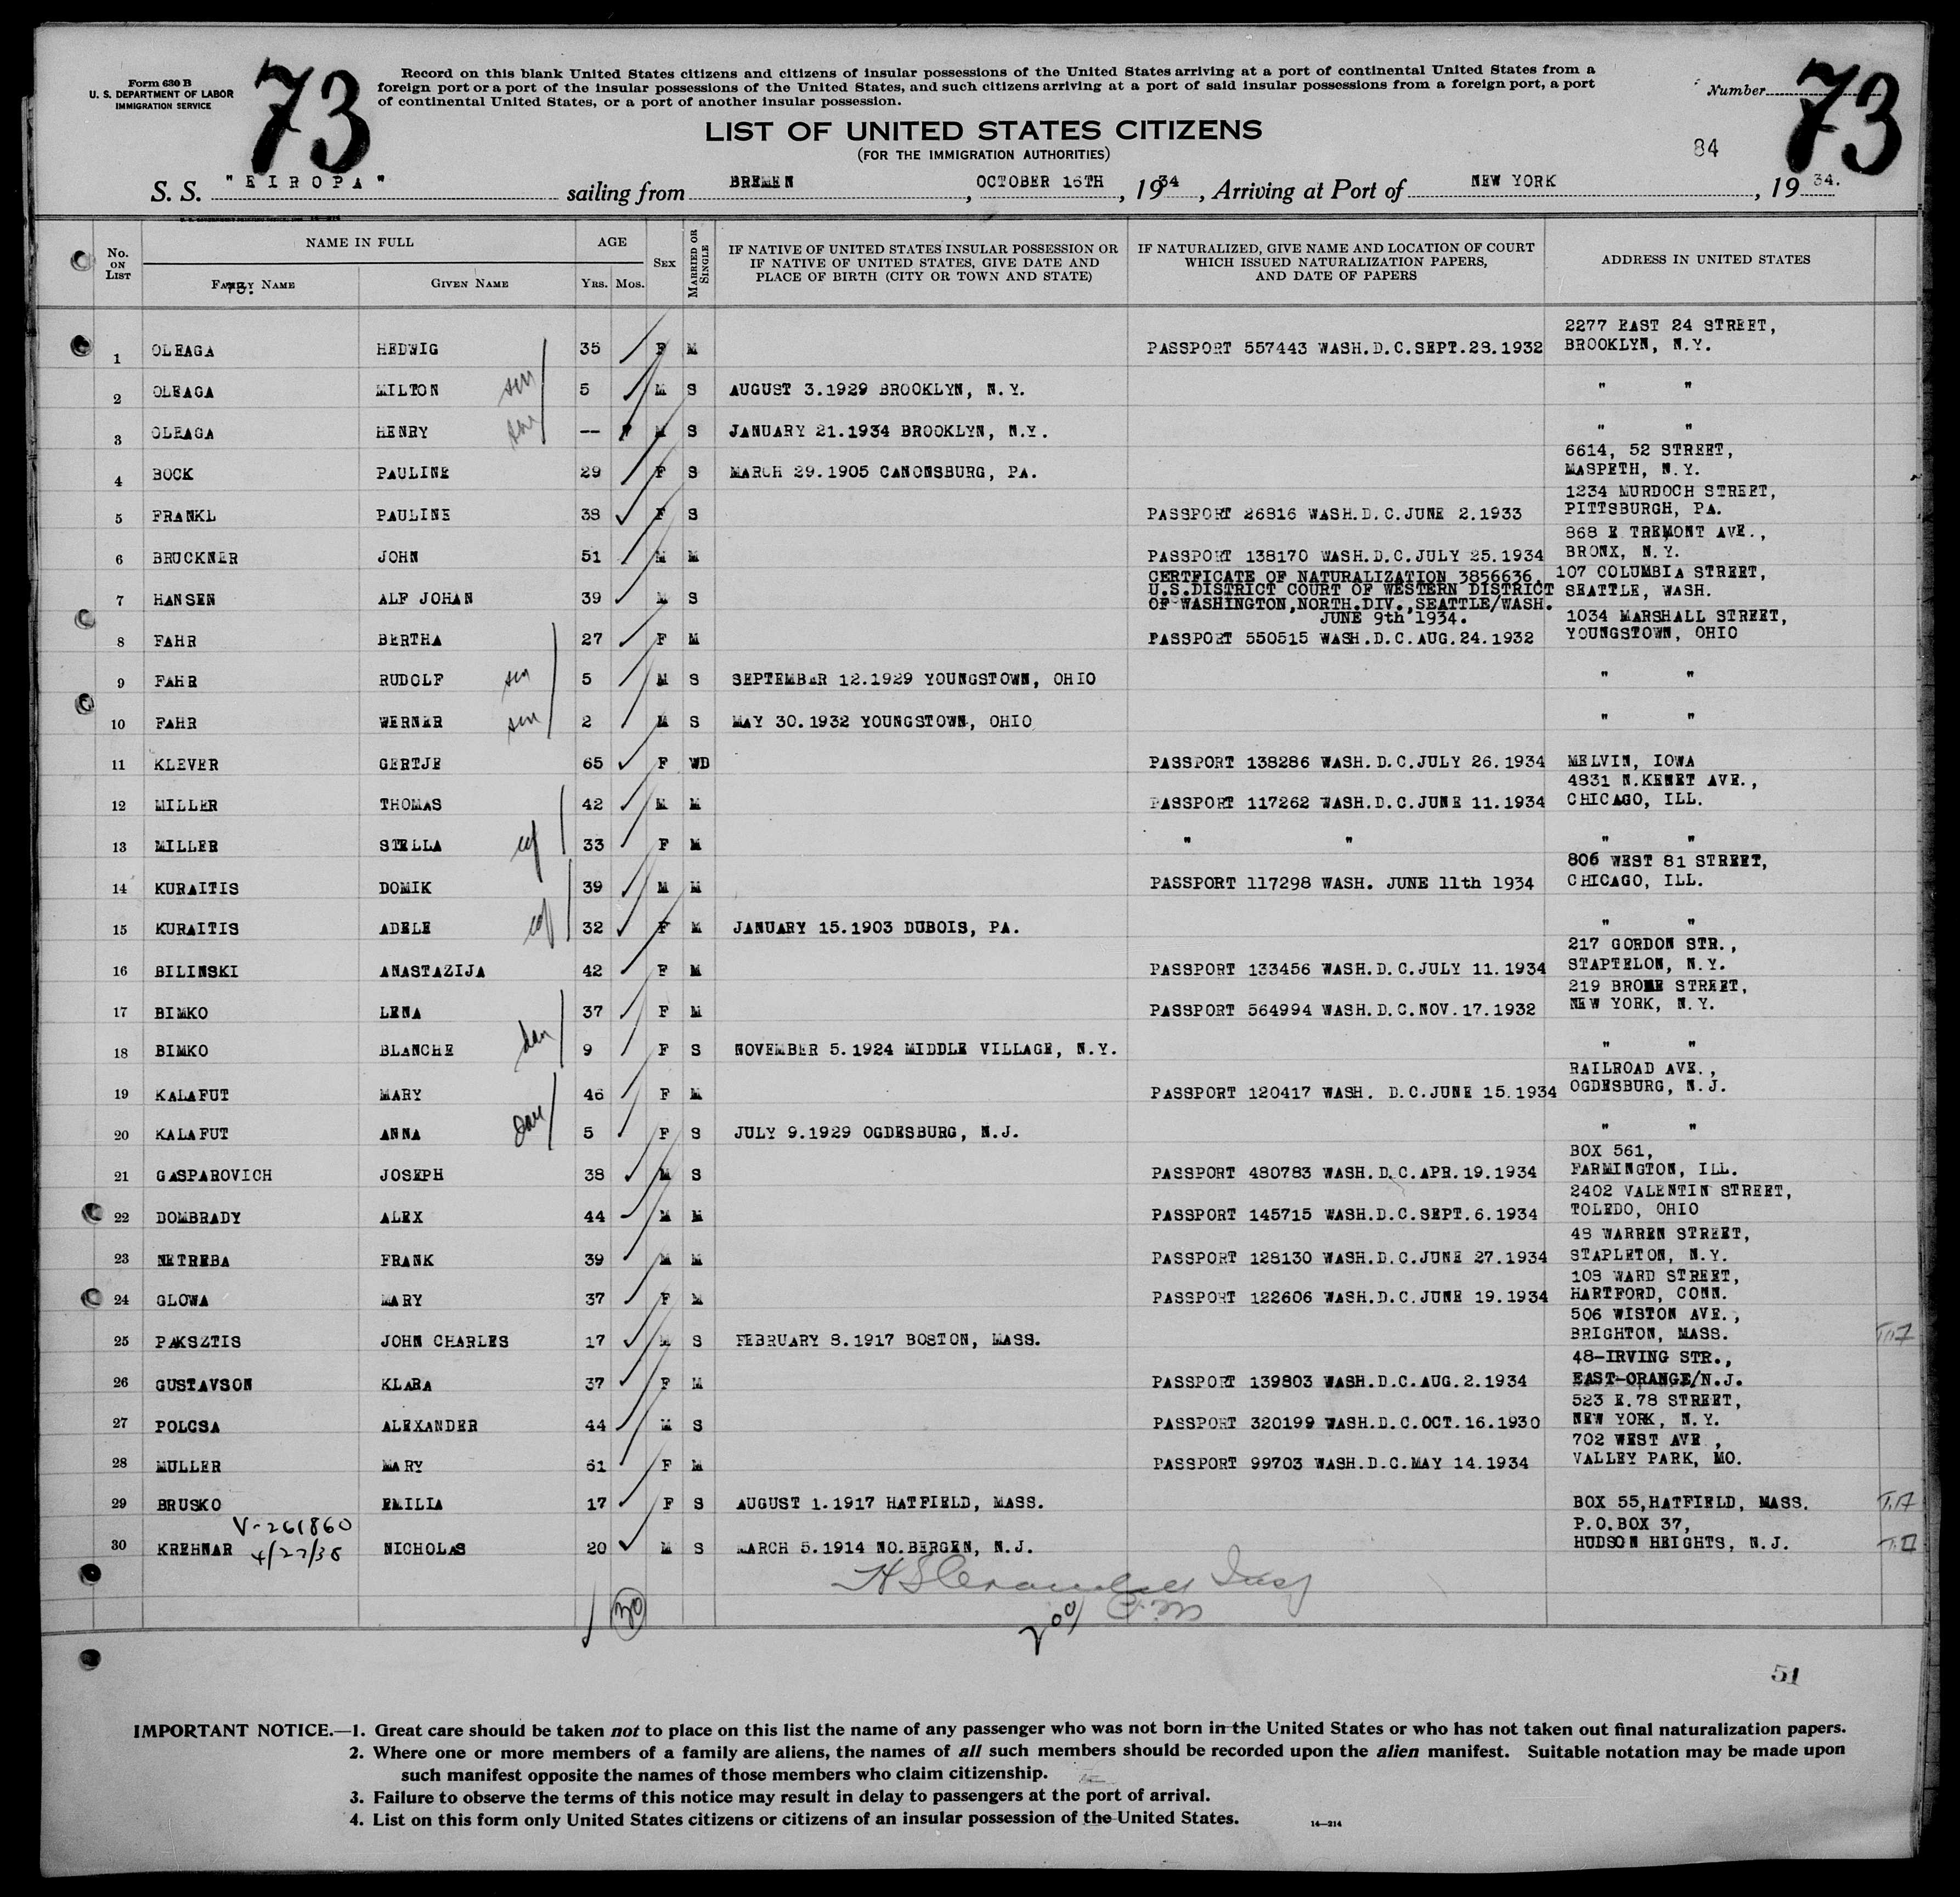 Form 630 B
U. S. DEPARTMENT OF LABOR
IMMIGRATION SERVICE
73
Record on this blank United States citizens and citizens of insular possessions of the United States arriving at a port of continental United States from a
foreign port or a port of the insular possessions of the United States, and such citizens arriving at a port of said insular possessions from a foreign port, a port
of continental United States, or a port of another insular possession.
Number 73
LIST OF UNITED STATES CITIZENS
(FOR THE IMMIGRATION AUTHORITIES)
84
S. S. "EIROPA" sailing from BREMEN, OCTOBER 16TH, 1934, Arriving at Port of NEW YORK, 1934.
No. ON LIST
NAME IN FULL
FAMILY NAME
73.
GIVEN NAME
AGE
YRS. MOS.
SEX
MARRIED OR SINGLE
IF NATIVE OF UNITED STATES INSULAR POSSESSION OR
IF NATIVE OF UNITED STATES, GIVE DATE AND
PLACE OF BIRTH (CITY OR TOWN AND STATE)
IF NATURALIZED, GIVE NAME AND LOCATION OF COURT
WHICH ISSUED NATURALIZATION PAPERS,
AND DATE OF PAPERS
ADDRESS IN UNITED STATES
2277 EAST 24 STREET,
1 OLEAGA HEDWIG 35 F M PASSPORT 557443 WASH.D.C.SEPT.23.1932 BROOKLYN, N.Y.
2 OLEAGA MILTON 5 M S AUGUST 3.1929 BROOKLYN, N.Y. " "
3 OLEAGA HENRY -- M S JANUARY 21.1934 BROOKLYN, N.Y. " "
6614, 52 STREET,
4 BOCK PAULINE 29 F S MARCH 29.1905 CANONSBURG, PA. MASPETH, N.Y.
1234 MURDOCH STREET,
5 FRANKL PAULINE 38 F S PASSPORT 26816 WASH.D.C.JUNE 2.1933 PITTSBURGH, PA.
868 E TREMONT AVE.,
6 BRUCKNER JOHN 51 M M PASSPORT 138170 WASH.D.C.JULY 25.1934 BRONX, N.Y.
CERTFICATE OF NATURALIZATION 3856636 107 COLUMBIA STREET,
7 HANSEN ALF JOHAN 39 M S U.S.DISTRICT COURT OF WESTERN DISTRICT SEATTLE, WASH.
OF WASHINGTON,NORTH.DIV.,SEATTLE/WASH.
JUNE 9th 1934. 1034 MARSHALL STREET,
8 FAHR BERTHA 27 F M PASSPORT 550515 WASH.D.C.AUG.24.1932 YOUNGSTOWN, OHIO
9 FAHR RUDOLF 5 M S SEPTEMBER 12.1929 YOUNGSTOWN, OHIO " "
10 FAHR WERNER 2 M S MAY 30.1932 YOUNGSTOWN, OHIO " "
11 KLEVER GERTJE 65 F WD PASSPORT 138286 WASH.D.C.JULY 26.1934 MELVIN, IOWA
4831 N.KENET AVE.,
12 MILLER THOMAS 42 M M PASSPORT 117262 WASH.D.C.JUNE 11.1934 CHICAGO, ILL.
13 MILLER STELLA 33 F M " " " "
806 WEST 81 STREET,
14 KURAITIS DOMIK 39 M M PASSPORT 117298 WASH. JUNE 11th 1934 CHICAGO, ILL.
15 KURAITIS ADELE 32 F M JANUARY 15.1903 DUBOIS, PA. " "
217 GORDON STR.,
16 BILINSKI ANASTAZIJA 42 F M PASSPORT 133456 WASH.D.C.JULY 11.1934 STAPTELON, N.Y.
219 BROME STREET,
17 BIMKO LENA 37 F M PASSPORT 564994 WASH.D.C.NOV.17.1932 NEW YORK, N.Y.
18 BIMKO BLANCHE 9 F S NOVEMBER 5.1924 MIDDLE VILLAGE, N.Y. " "
RAILROAD AVE.,
19 KALAFUT MARY 46 F M PASSPORT 120417 WASH. D.C.JUNE 15.1934 OGDESBURG, N.J.
20 KALAFUT ANNA 5 F S JULY 9.1929 OGDESBURG, N.J. " "
BOX 561,
21 GASPAROVICH JOSEPH 38 M S PASSPORT 480783 WASH.D.C.APR.19.1934 FARMINGTON, ILL.
2402 VALENTIN STREET,
22 DOMBRADY ALEX 44 M M PASSPORT 145715 WASH.D.C.SEPT.6.1934 TOLEDO, OHIO
48 WARREN STREET,
23 NETREBA FRANK 39 M M PASSPORT 128130 WASH.D.C.JUNE 27.1934 STAPLETON, N.Y.
108 WARD STREET,
24 GLOWA MARY 37 F M PASSPORT 122606 WASH.D.C.JUNE 19.1934 HARTFORD, CONN.
506 WISTON AVE.,
25 PAKSZTIS JOHN CHARLES 17 M S FEBRUARY 8.1917 BOSTON, MASS. BRIGHTON, MASS.
48-IRVING STR.,
26 GUSTAVSON KLARA 37 F M PASSPORT 139803 WASH.D.C.AUG.2.1934 EAST-ORANGE/N.J.
523 E.78 STREET,
27 POLCSA ALEXANDER 44 M S PASSPORT 320199 WASH.D.C.OCT.16.1930 NEW YORK, N.Y.
702 WEST AVE ,
28 MULLER MARY 61 F M PASSPORT 99703 WASH.D.C.MAY 14.1934 VALLEY PARK, MO.
29 BRUSKO EMILIA 17 F S AUGUST 1.1917 HATFIELD, MASS. BOX 55,HATFIELD, MASS.
V-261860 P.O.BOX 37,
30 KREHNAR 4/27/38 NICHOLAS 20 M S MARCH 5.1914 NO.BERGEN, N.J. HUDSON HEIGHTS, N.J.
30
51
IMPORTANT NOTICE.—1. Great care should be taken not to place on this list the name of any passenger who was not born in the United States or who has not taken out final naturalization papers.
2. Where one or more members of a family are aliens, the names of all such members should be recorded upon the alien manifest. Suitable notation may be made upon
such manifest opposite the names of those members who claim citizenship.
3. Failure to observe the terms of this notice may result in delay to passengers at the port of arrival.
4. List on this form only United States citizens or citizens of an insular possession of the United States.
14—214